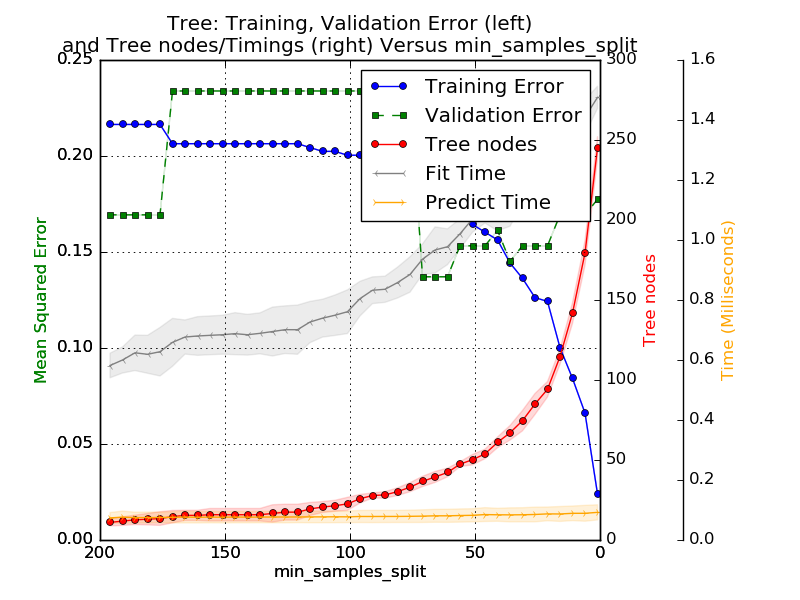 Tree: Training, Validation Error (left)
and Tree nodes/Timings (right) Versus min_samples_split
0.25
0.20
0.15
0.10
0.05
0.00
Mean Squared Error
200
150
100
50
0
min_samples_split
Training Error
Validation Error
Tree nodes
Fit Time
Predict Time
300
250
200
150
100
50
0
Tree nodes
1.6
1.4
1.2
1.0
0.8
0.6
0.4
0.2
0.0
Time (Milliseconds)